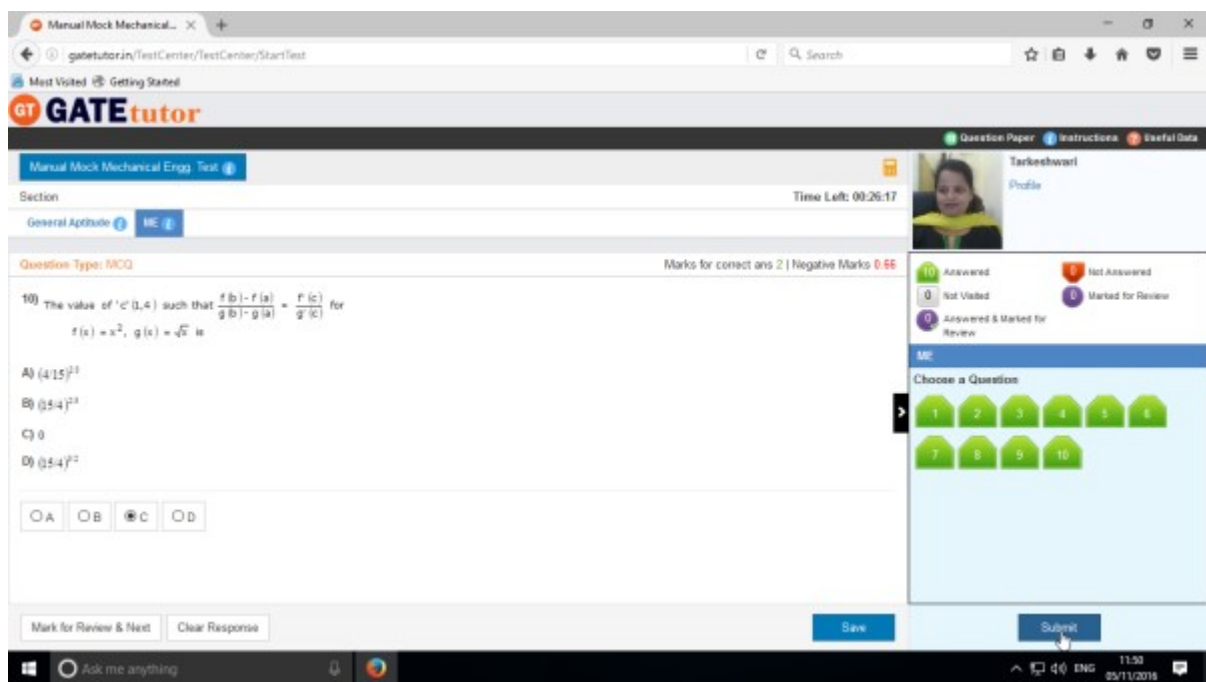 Manual Mock Mechanical...
gatetutor.in/TestCenter/TestCenter/StartTest
Search
Most Visited Getting Started
GT GATEtutor
Question Paper Instructions Useful Data
Manual Mock Mechanical Engg. Test
Tarkeshwari
Profile
Section
Time Left: 00:26:17
General Aptitude ME
Question Type: MCQ
Marks for correct ans 2 | Negative Marks 0.66
10) The value of 'c' (1,4) such that f(b)-f(a) / g(b)-g(a) = f'(c) / g'(c) for
f(x) = x², g(x) = √x is
A) (4/15)
B) (15/4)
C) 0
D) (15/4)
A B C D
10 Answered
0 Not Answered
0 Not Visited
0 Marked for Review
0 Answered & Marked for
Review
ME
Choose a Question
1 2 3 4 5 6
7 8 9 10
Mark for Review & Next Clear Response Save Submit
Ask me anything
ENG
11:50
05/11/2016